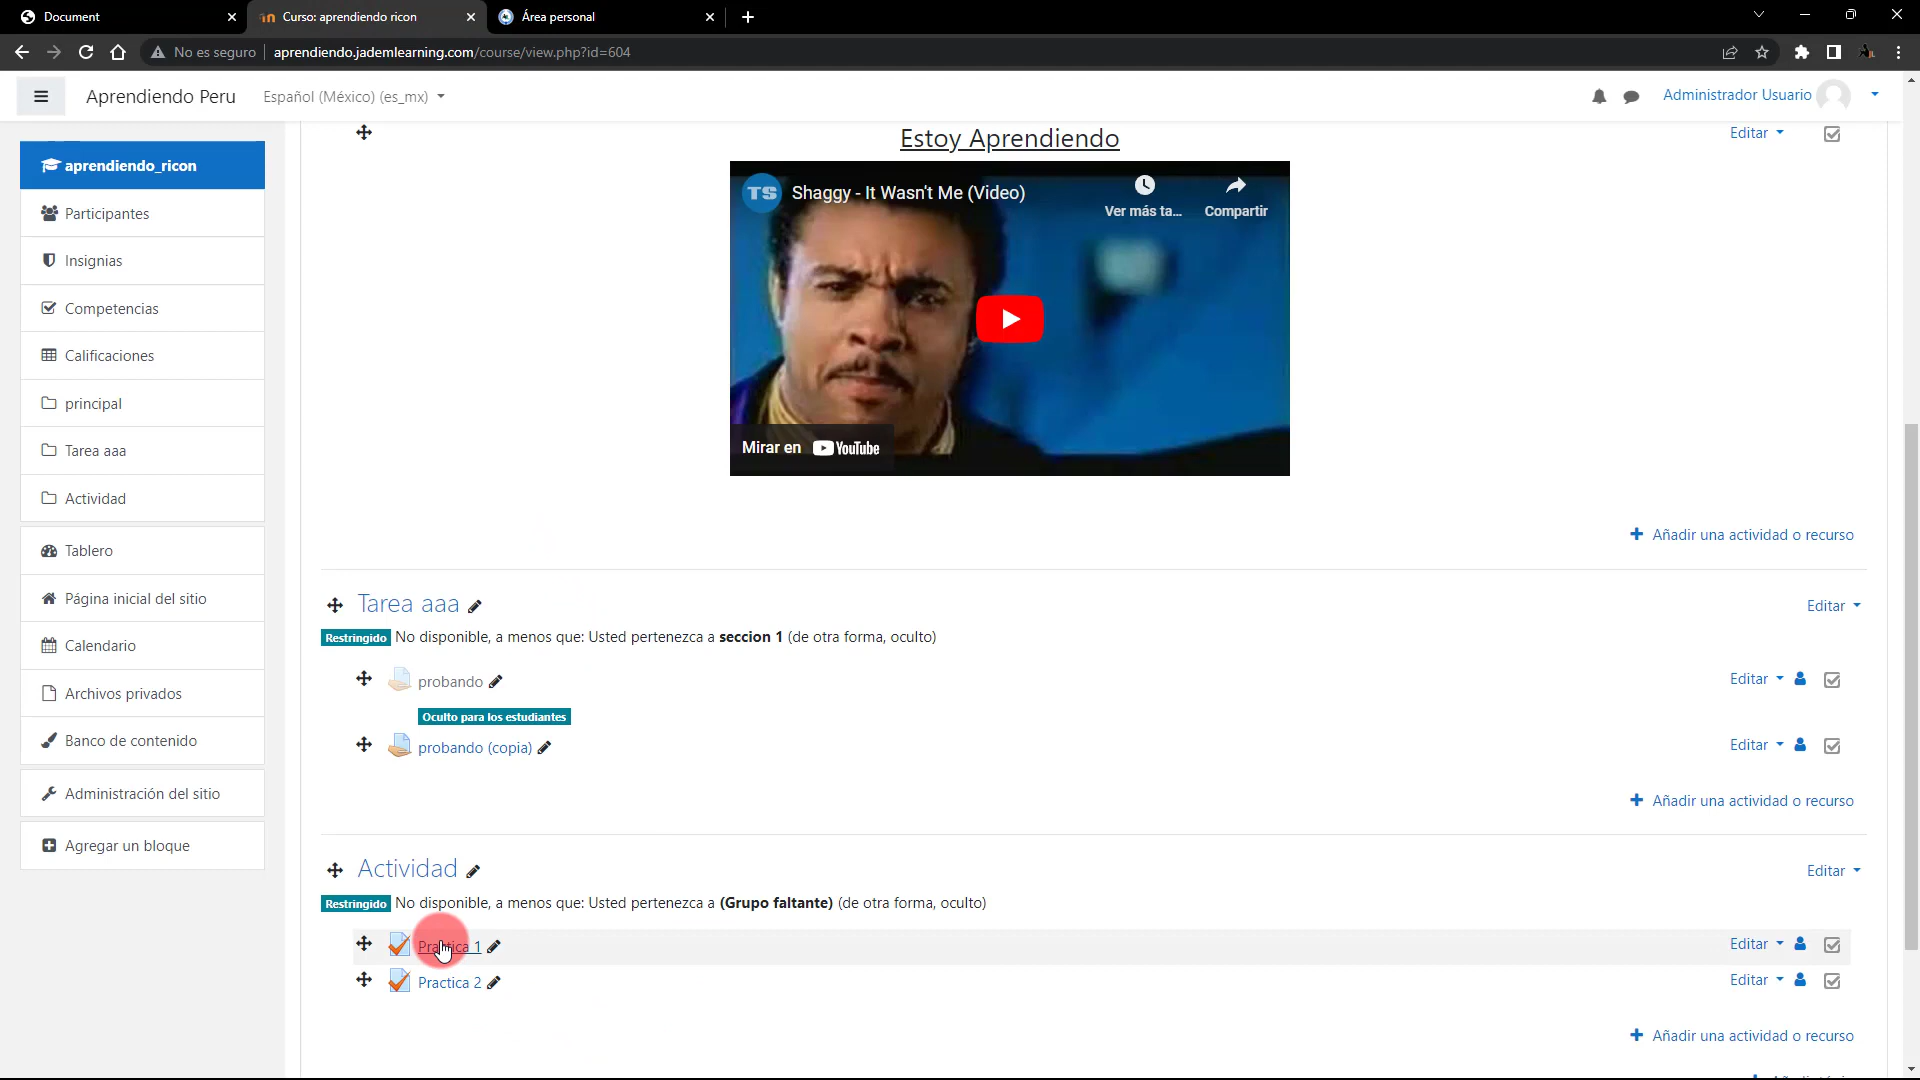 Document
Curso: aprendiendo ricon
Área personal
No es seguro
aprendiendo.jademlearning.com/course/view.php?id=604
Aprendiendo Peru
Español (México) (es_mx)
Administrador Usuario
aprendiendo_ricon
Participantes
Insignias
Competencias
Calificaciones
principal
Tarea aaa
Actividad
Tablero
Página inicial del sitio
Calendario
Archivos privados
Banco de contenido
Administración del sitio
Agregar un bloque
Estoy Aprendiendo
Editar
TS Shaggy - It Wasn't Me (Video)
Ver más ta...
Compartir
Mirar en YouTube
Añadir una actividad o recurso
Tarea aaa
Editar
Restringido No disponible, a menos que: Usted pertenezca a seccion 1 (de otra forma, oculto)
probando
Editar
Oculto para los estudiantes
probando (copia)
Editar
Añadir una actividad o recurso
Actividad
Editar
Restringido No disponible, a menos que: Usted pertenezca a (Grupo faltante) (de otra forma, oculto)
Practica 1
Editar
Practica 2
Editar
Añadir una actividad o recurso